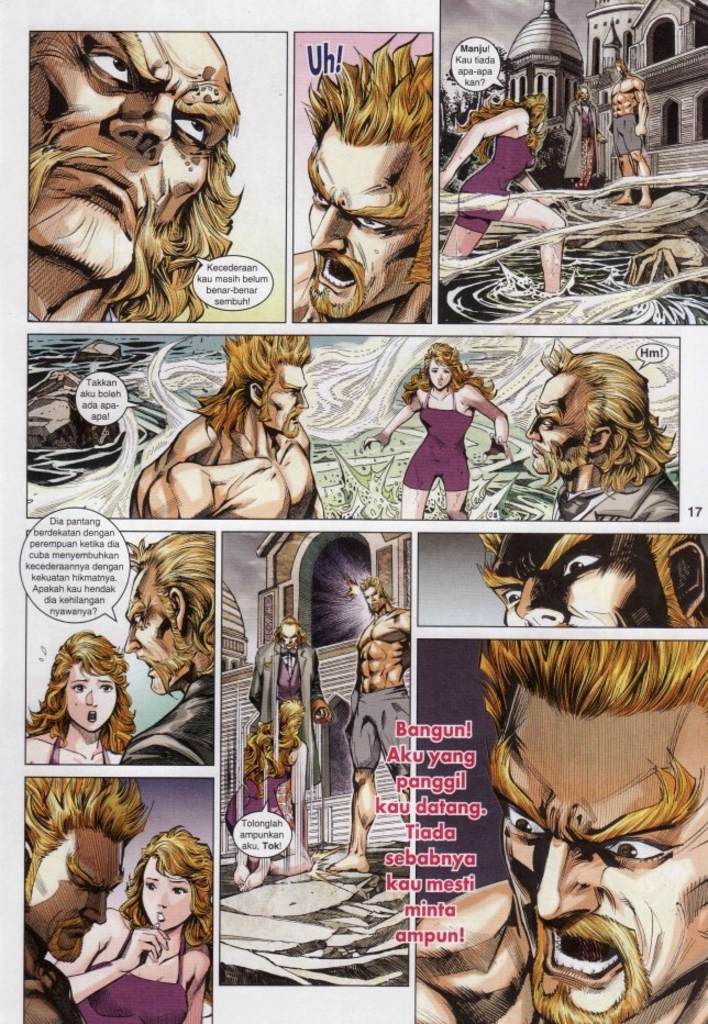 Kecederaan
kau masih belum
benar-benar
sembuh!
Uh!
Manju!
Kau tiada
apa-apa
kan?
Takkan
aku boleh
ada apa-
apa!
Hm!
17
Dia pantang
berdekatan dengan
perempuan ketika dia
cuba menyembuhkan
kecederaannya dengan
kekuatan hikmatnya.
Apakah kau mahu
dia kehilangan
nyawanya?
Tolonglah
ampunkan
aku, Tok!
Bangun!
Aku yang
panggil
kau datang.
Tiada
sebabnya
kau mesti
minta
ampun!